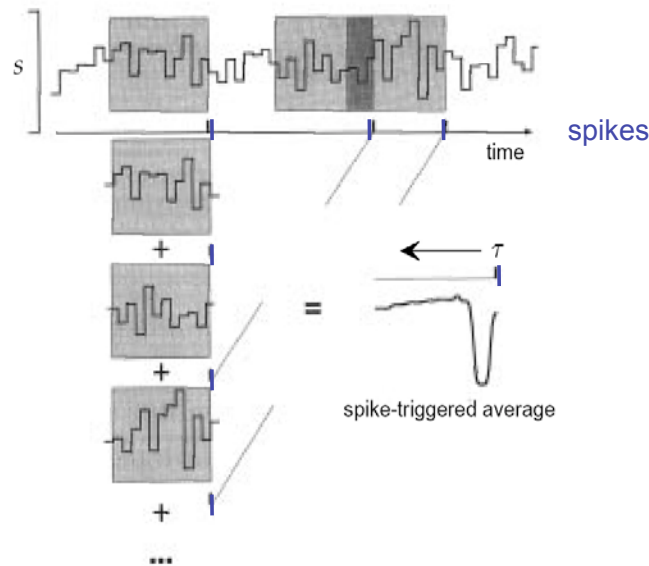 s
spikes
time
+
τ
+
=
+
spike-triggered average
+
...